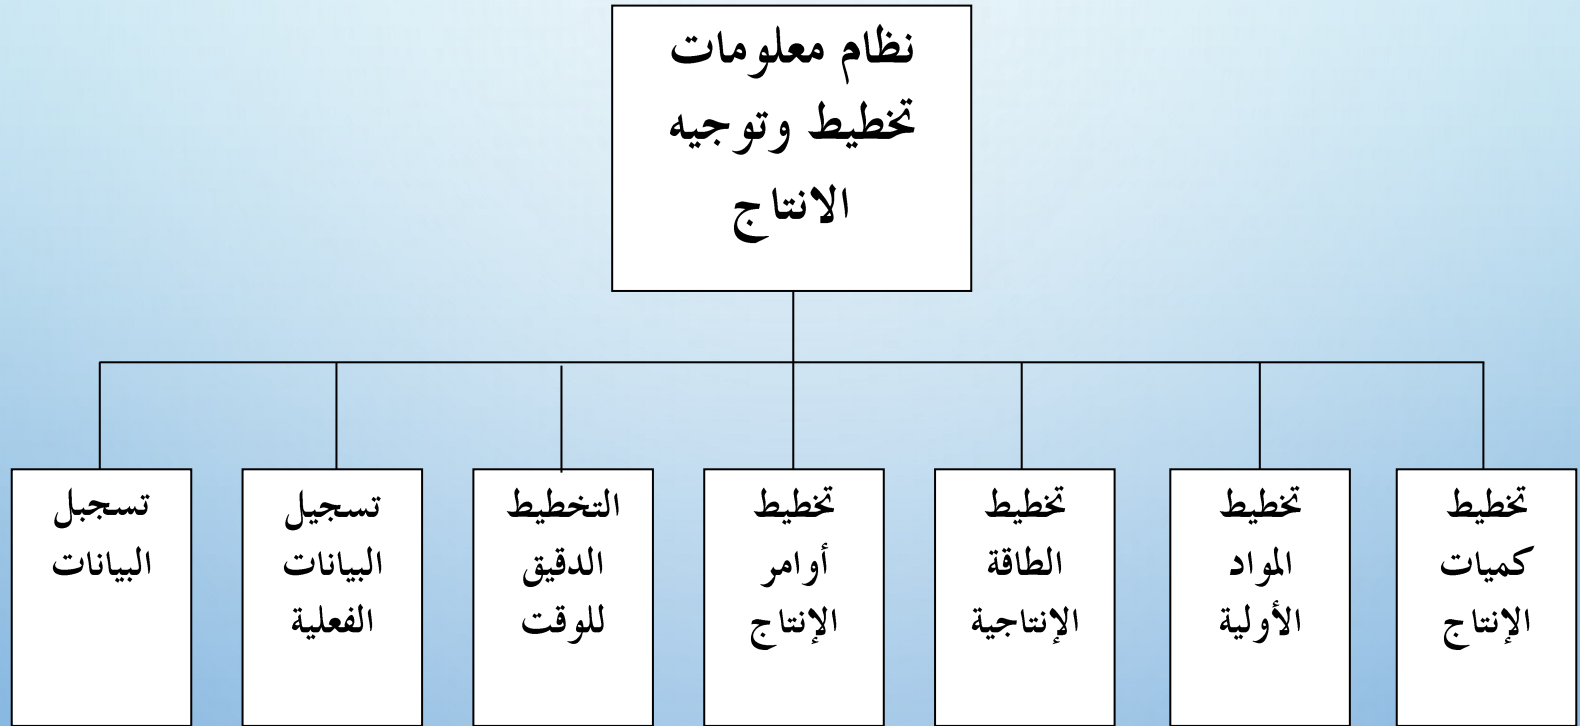 نظام معلومات
تخطيط وتوجيه
الانتاج
تخطيط
كميات
الإنتاج
تخطيط
المواد
الأولية
تخطيط
الطاقة
الإنتاجية
تخطيط
أوامر
الإنتاج
التخطيط
الدقيق
للوقت
تسجيل
البيانات
الفعلية
تسجبل
البيانات